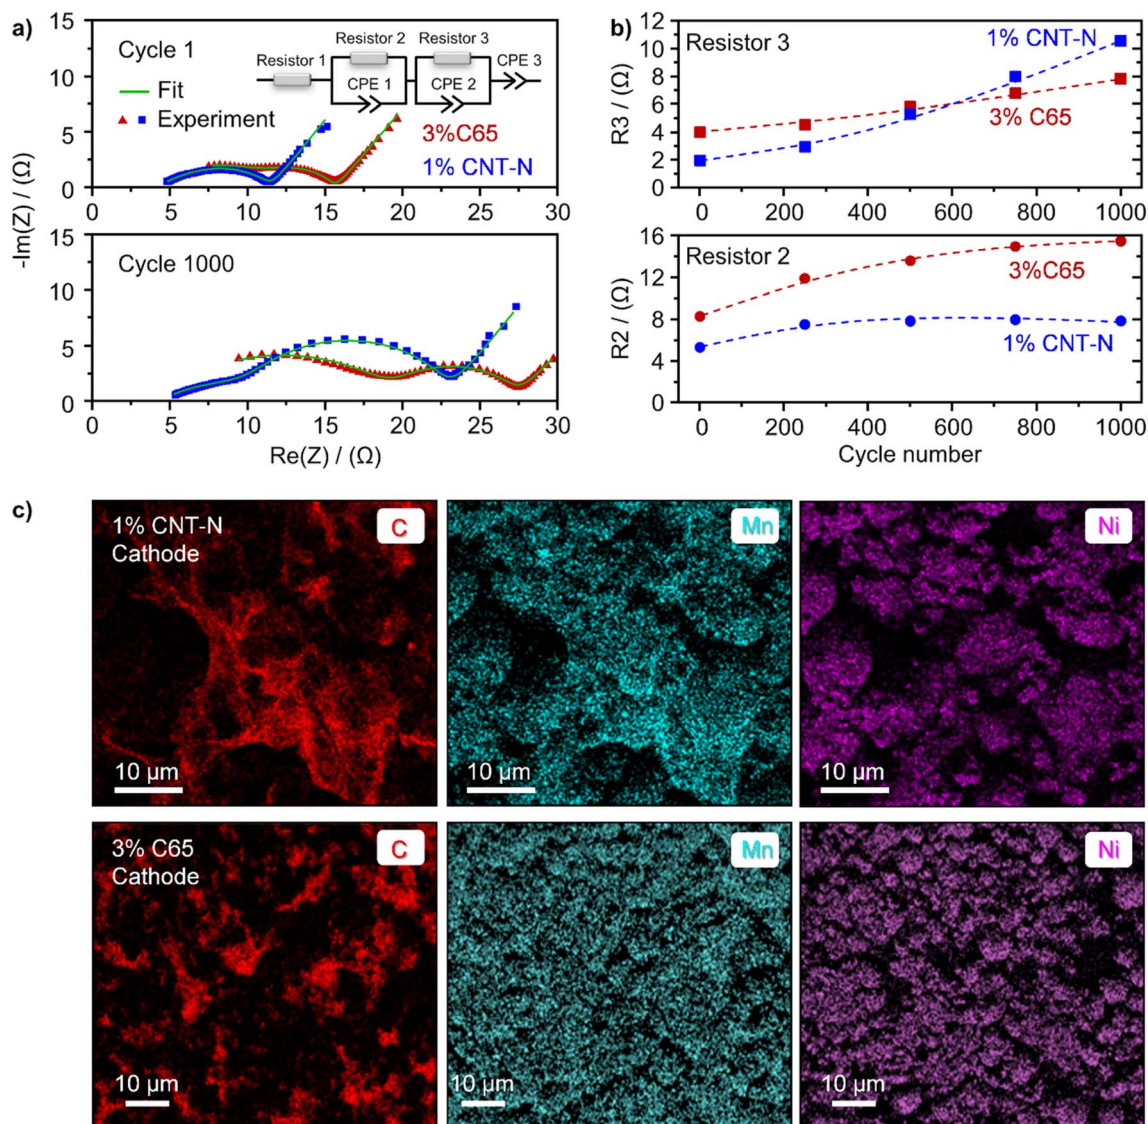 a)
Cycle 1
Fit
Experiment
Resistor 1
Resistor 2
CPE 1
Resistor 3
CPE 2
CPE 3
3%C65
1% CNT-N
15
10
5
0
0 5 10 15 20 25 30
Cycle 1000
15
10
5
0
0 5 10 15 20 25 30
-Im(Z) / (Ω)
Re(Z) / (Ω)
b)
Resistor 3
1% CNT-N
3% C65
R3 / (Ω)
12
10
8
6
4
2
0
0 200 400 600 800 1000
Resistor 2
3%C65
1% CNT-N
R2 / (Ω)
16
12
8
4
0
0 200 400 600 800 1000
Cycle number
c)
1% CNT-N
Cathode
C
10 µm
Mn
10 µm
Ni
10 µm
3% C65
Cathode
C
10 µm
Mn
10 µm
Ni
10 µm